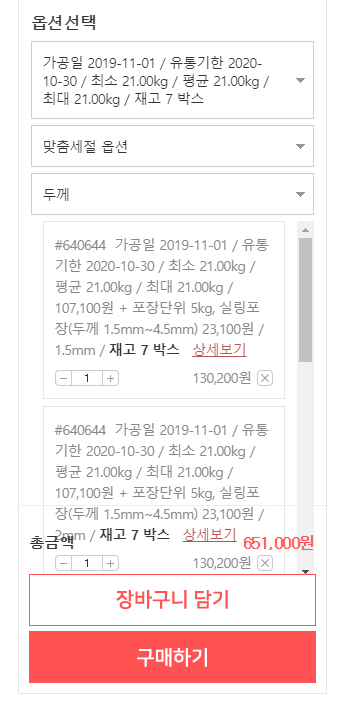 옵션선택
가공일 2019-11-01 / 유통기한 2020-
10-30 / 최소 21.00kg / 평균 21.00kg /
최대 21.00kg / 재고 7 박스
맞춤세절 옵션
두께
#640644 가공일 2019-11-01 / 유통
기한 2020-10-30 / 최소 21.00kg /
평균 21.00kg / 최대 21.00kg /
107,100원 + 포장단위 5kg, 실링포
장(두께 1.5mm~4.5mm) 23,100원 /
1.5mm / 재고 7 박스 상세보기
1 130,200원
#640644 가공일 2019-11-01 / 유통
기한 2020-10-30 / 최소 21.00kg /
평균 21.00kg / 최대 21.00kg /
107,100원 + 포장단위 5kg, 실링포
장(두께 1.5mm~4.5mm) 23,100원 /
2mm / 재고 7 박스 상세보기
총금액 651,000원
1 130,200원
장바구니 담기
구매하기